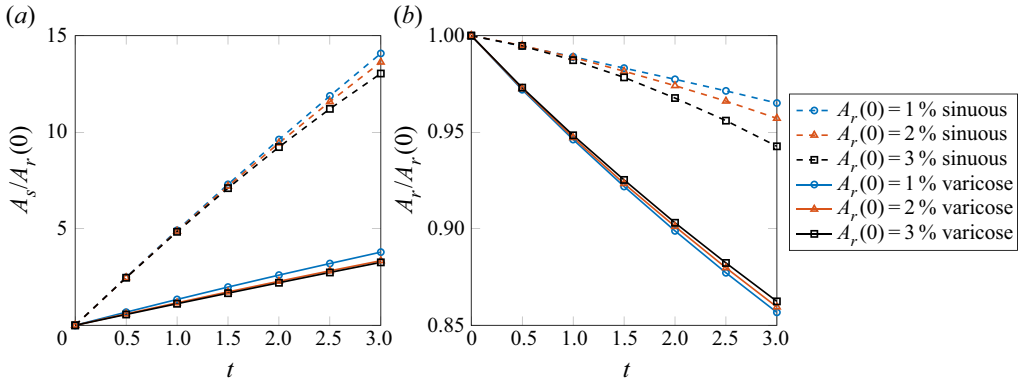 (a)
15
10
5
0
0.5 1.0 1.5 2.0 2.5 3.0
t
A_s/A_r(0)
(b)
1.00
0.95
0.90
0.85
0 0.5 1.0 1.5 2.0 2.5 3.0
t
A_r/A_r(0)
A_r(0) = 1 % sinuous
A_r(0) = 2 % sinuous
A_r(0) = 3 % sinuous
A_r(0) = 1 % varicose
A_r(0) = 2 % varicose
A_r(0) = 3 % varicose